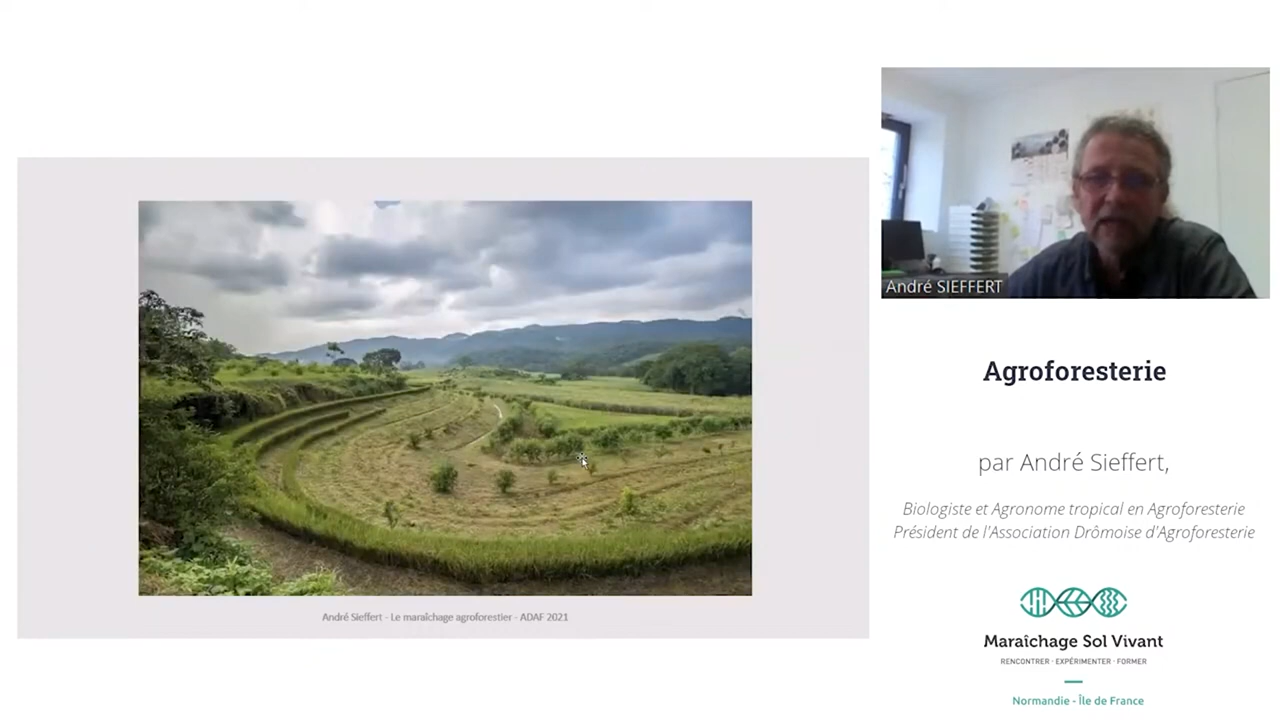 André SIEFFERT
Agroforesterie
par André Sieffert,
Biologiste et Agronome tropical en Agroforesterie
Président de l'Association Drômoise d'Agroforesterie
Maraîchage Sol Vivant
RENCONTRER · EXPÉRIMENTER · FORMER
Normandie - Île de France
André Sieffert - Le maraîchage agroforestier - ADAF 2021